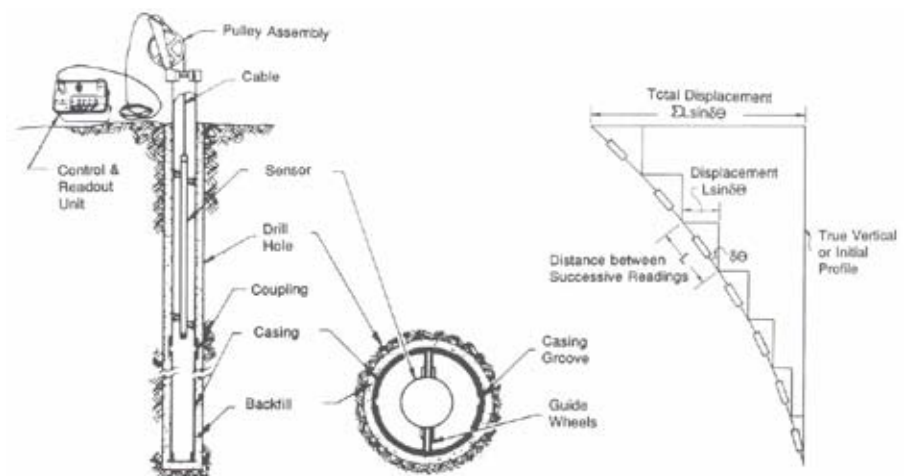 Pulley Assembly
Cable
Control &
Readout
Unit
Sensor
Drill
Hole
Coupling
Casing
Backfill
Casing
Groove
Guide
Wheels
Total Displacement
ΣLsinδΘ
Displacement
Lsinδθ
δΘ
L
Distance between
Successive Readings
True Vertical
or Initial
Profile